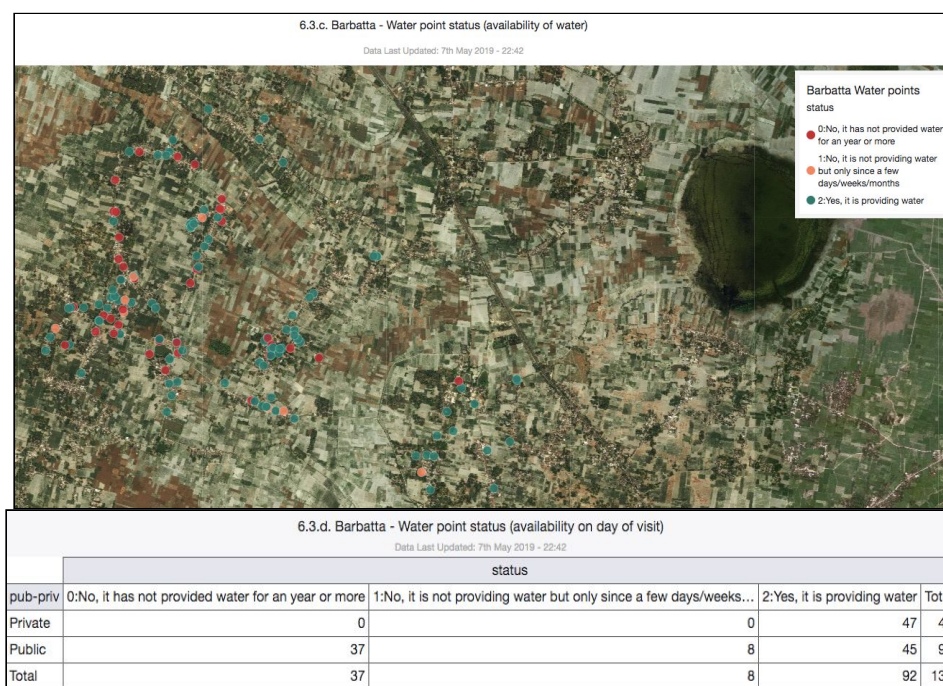 6.3.c. Barbatta - Water point status (availability of water)
Data Last Updated: 7th May 2019 - 22:42
Barbatta Water points
status
0:No, it has not provided water
for an year or more
1:No, it is not providing water
but only since a few
days/weeks/months
2:Yes, it is providing water
6.3.d. Barbatta - Water point status (availability on day of visit)
Data Last Updated: 7th May 2019 - 22:42
status
pub-priv 0:No, it has not provided water for an year or more 1:No, it is not providing water but only since a few days/weeks... 2:Yes, it is providing water Tot
Private 0 0 47 4
Public 37 8 45 9
Total 37 8 92 13